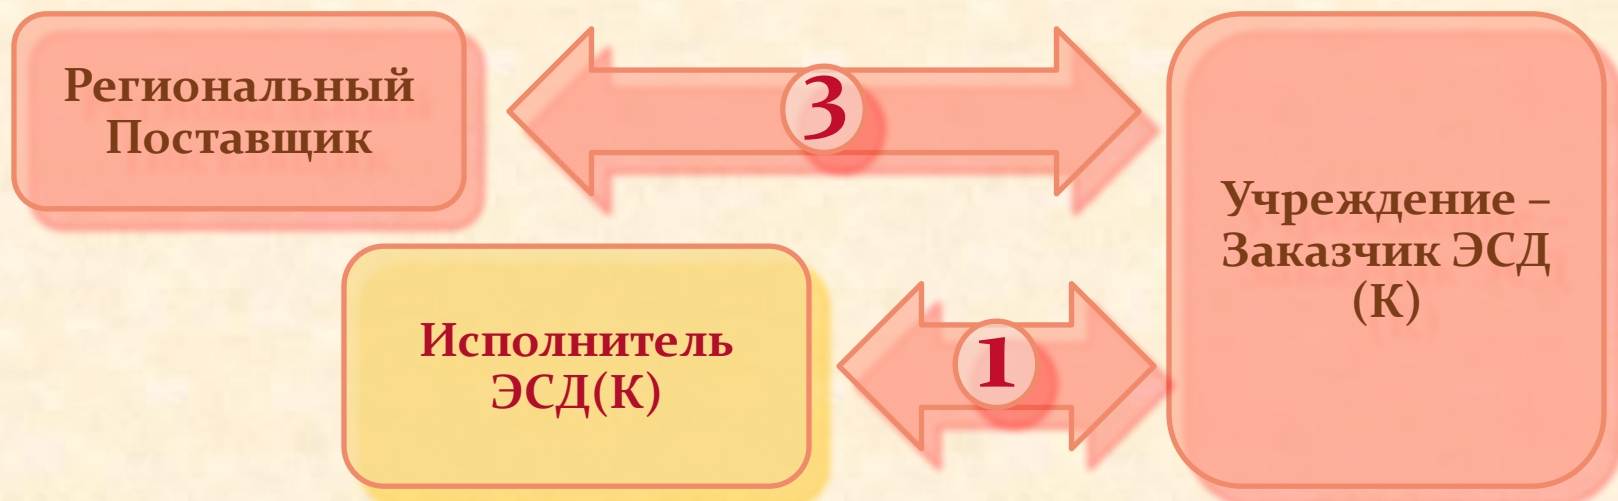 Региональный
Поставщик
3
Учреждение –
Заказчик ЭСД
(К)
Исполнитель
ЭСД(К)
1